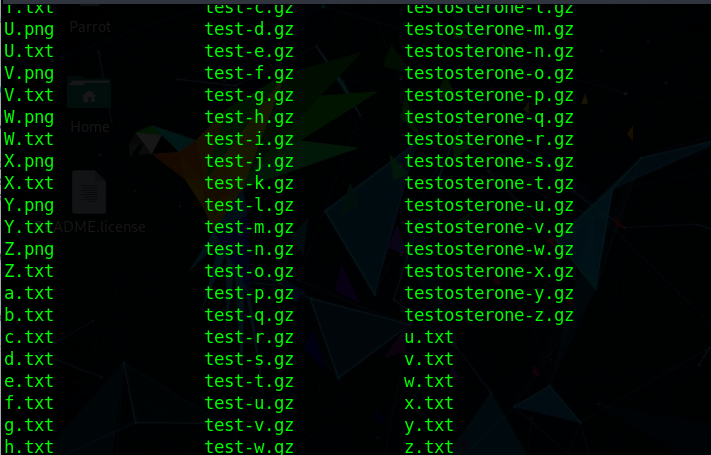 T.txt test-c.gz testosterone-l.gz
U.png test-d.gz testosterone-m.gz
U.txt test-e.gz testosterone-n.gz
V.png test-f.gz testosterone-o.gz
V.txt test-g.gz testosterone-p.gz
W.png test-h.gz testosterone-q.gz
W.txt test-i.gz testosterone-r.gz
X.png test-j.gz testosterone-s.gz
X.txt test-k.gz testosterone-t.gz
Y.png test-l.gz testosterone-u.gz
Y.txt test-m.gz testosterone-v.gz
Z.png test-n.gz testosterone-w.gz
Z.txt test-o.gz testosterone-x.gz
a.txt test-p.gz testosterone-y.gz
b.txt test-q.gz testosterone-z.gz
c.txt test-r.gz u.txt
d.txt test-s.gz v.txt
e.txt test-t.gz w.txt
f.txt test-u.gz x.txt
g.txt test-v.gz y.txt
h.txt test-w.gz z.txt
Parrot
Home